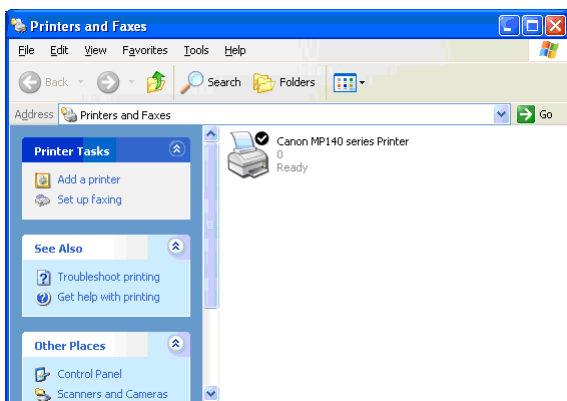 Printers and Faxes
File Edit View Favorites Tools Help
Back Search Folders
Address Printers and Faxes Go
Printer Tasks
Add a printer
Set up faxing
See Also
Troubleshoot printing
Get help with printing
Other Places
Control Panel
Scanners and Cameras
Canon MP140 series Printer
0
Ready